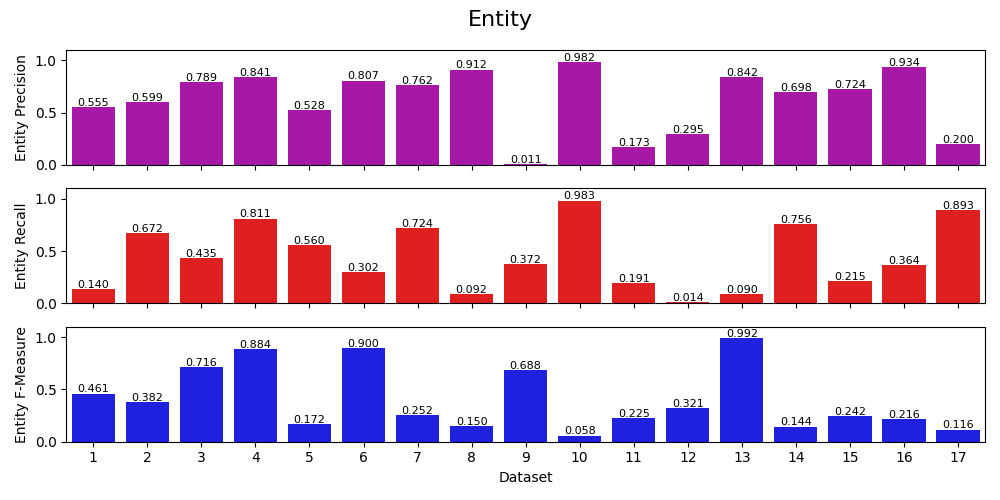 Entity
Entity Precision
1.0
0.5
0.0
0.555 0.599 0.789 0.841 0.528 0.807 0.762 0.912 0.011 0.982 0.173 0.295 0.842 0.698 0.724 0.934 0.200
Entity Recall
1.0
0.5
0.0
0.140 0.672 0.435 0.811 0.560 0.302 0.724 0.092 0.372 0.983 0.191 0.014 0.090 0.756 0.215 0.364 0.893
Entity F-Measure
1.0
0.5
0.0
0.461 0.382 0.716 0.884 0.172 0.900 0.252 0.150 0.688 0.058 0.225 0.321 0.992 0.144 0.242 0.216 0.116
1 2 3 4 5 6 7 8 9 10 11 12 13 14 15 16 17
Dataset